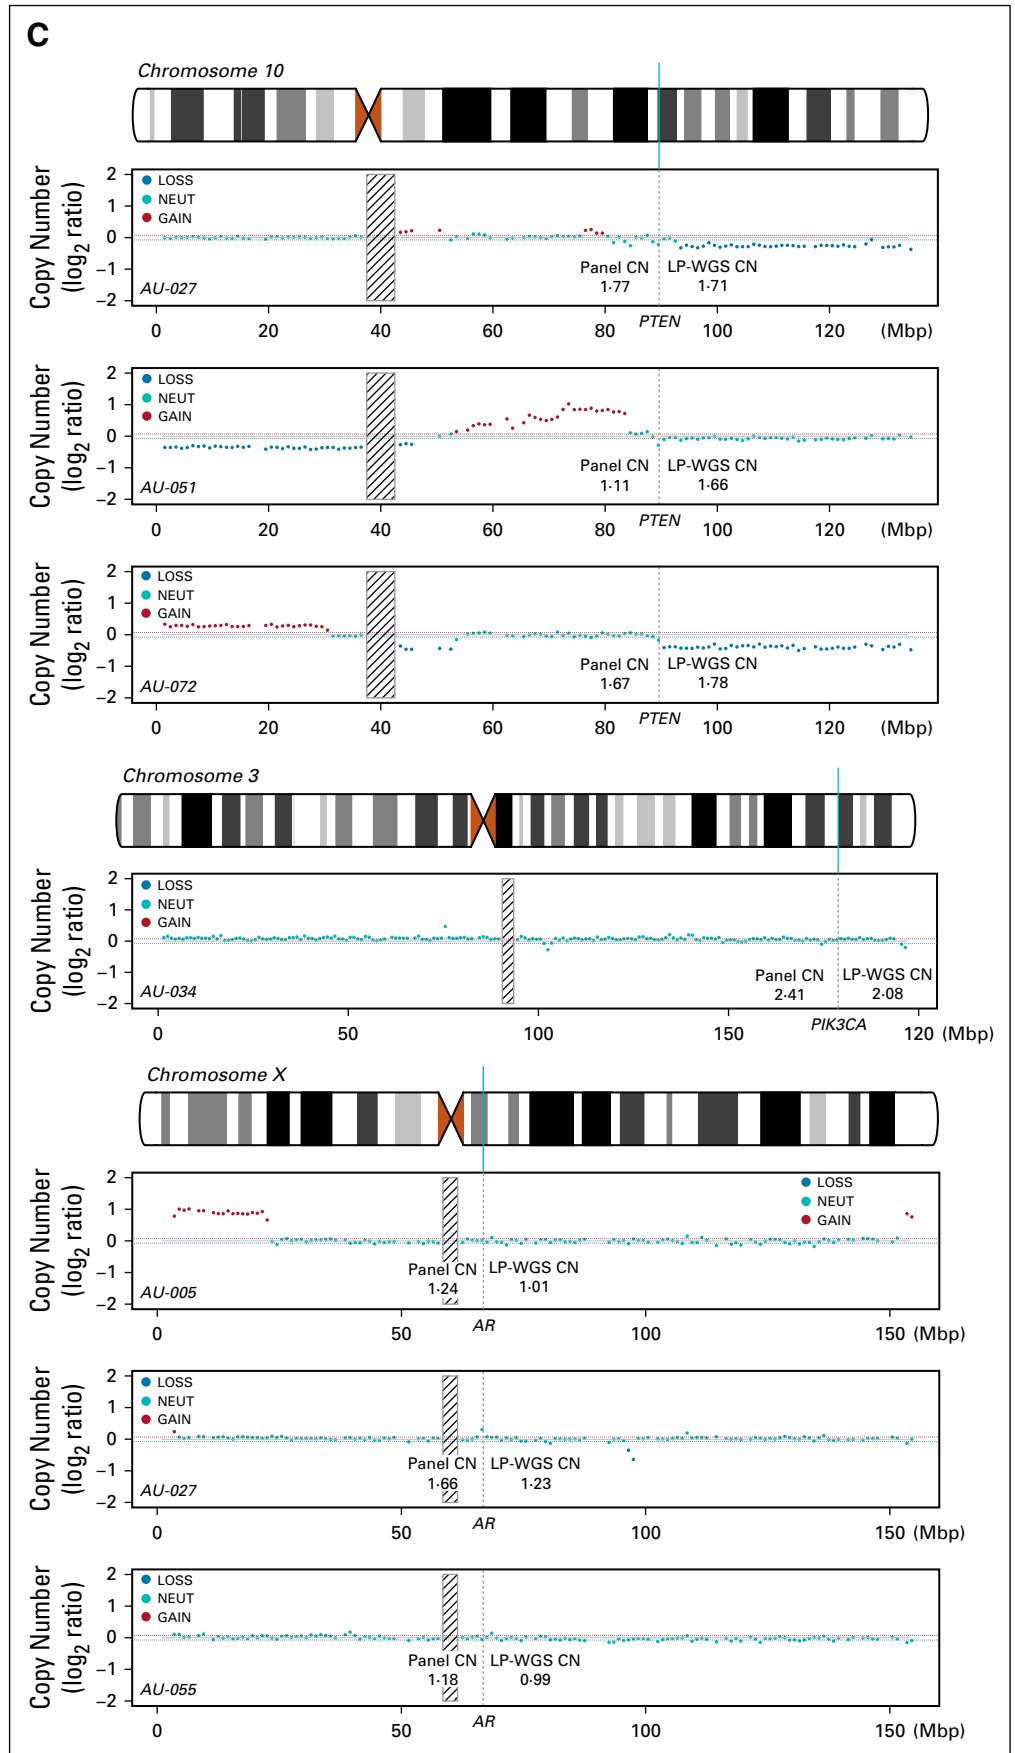 C
Chromosome 10
Copy Number
(log2 ratio)
2
1
0
−1
−2
LOSS
NEUT
GAIN
Panel CN
1·77
LP-WGS CN
1·71
AU-027
0 20 40 60 80 PTEN 100 120 (Mbp)
Copy Number
(log2 ratio)
2
1
0
−1
−2
LOSS
NEUT
GAIN
Panel CN
1·11
LP-WGS CN
1·66
AU-051
0 20 40 60 80 PTEN 100 120 (Mbp)
Copy Number
(log2 ratio)
2
1
0
−1
−2
LOSS
NEUT
GAIN
Panel CN
1·67
LP-WGS CN
1·78
AU-072
0 20 40 60 80 PTEN 100 120 (Mbp)
Chromosome 3
Copy Number
(log2 ratio)
2
1
0
−1
−2
LOSS
NEUT
GAIN
Panel CN
2·41
LP-WGS CN
2·08
AU-034
0 50 100 150 PIK3CA 120 (Mbp)
Chromosome X
Copy Number
(log2 ratio)
2
1
0
−1
−2
LOSS
NEUT
GAIN
Panel CN
1·24
LP-WGS CN
1·01
AU-005
0 50 AR 100 150 (Mbp)
Copy Number
(log2 ratio)
2
1
0
−1
−2
LOSS
NEUT
GAIN
Panel CN
1·66
LP-WGS CN
1·23
AU-027
0 50 AR 100 150 (Mbp)
Copy Number
(log2 ratio)
2
1
0
−1
−2
LOSS
NEUT
GAIN
Panel CN
1·18
LP-WGS CN
0·99
AU-055
0 50 AR 100 150 (Mbp)